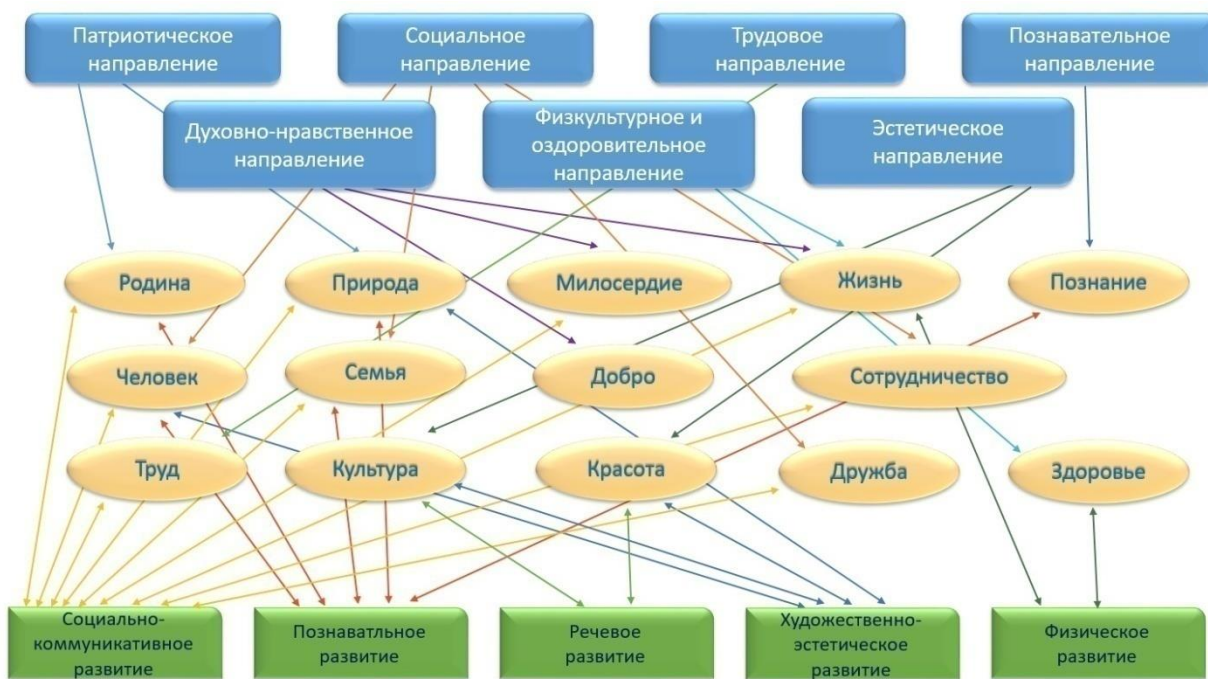 Патриотическое
направление
Социальное
направление
Трудовое
направление
Познавательное
направление
Духовно-нравственное
направление
Физкультурное и
оздоровительное
направление
Эстетическое
направление
Родина
Природа
Милосердие
Жизнь
Познание
Человек
Семья
Добро
Сотрудничество
Труд
Культура
Красота
Дружба
Здоровье
Социально-
коммуникативное
развитие
Познаватльное
развитие
Речевое
развитие
Художественно-
эстетическое
развитие
Физическое
развитие